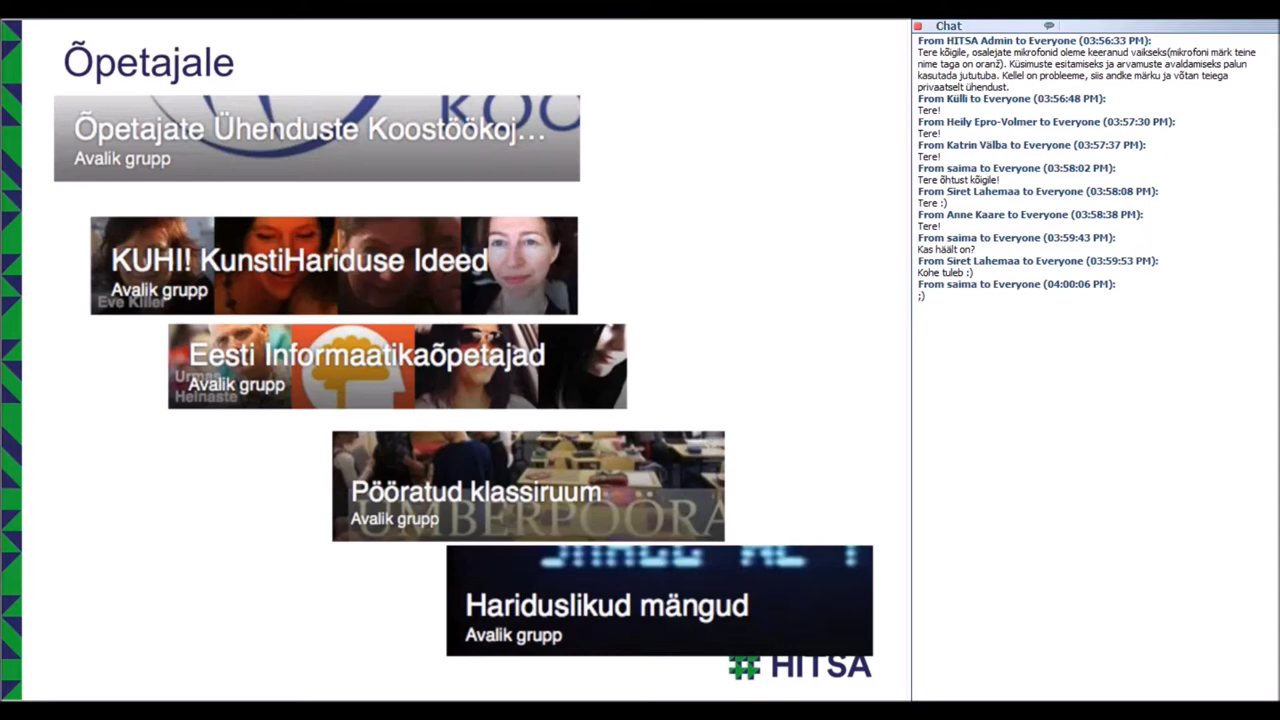 Õpetajale
KOO
Õpetajate Ühenduste Koostöökoj...
Avalik grupp
KUHI! KunstiHariduse Ideed
Avalik grupp
Eve Killer
Eesti Informaatikaõpetajad
Avalik grupp
Urmas
Heinaste
Pööratud klassiruum
Avalik grupp
ÜMBERPÖÖRA
Hariduslikud mängud
Avalik grupp
HITSA
Chat
From HITSA Admin to Everyone (03:56:33 PM):
Tere kõigile, osalejate mikrofonid oleme keeranud vaikseks(mikrofoni märk teine
nime taga on oranž). Küsimuste esitamiseks ja arvamuste avaldamiseks palun
kasutada jututuba. Kellel on probleeme, siis andke märku ja võtan teiega
privaatselt ühendust.
From Külli to Everyone (03:56:48 PM):
Tere!
From Heily Epro-Volmer to Everyone (03:57:30 PM):
Tere!
From Katrin Välba to Everyone (03:57:37 PM):
Tere!
From saima to Everyone (03:58:02 PM):
Tere õhtust kõigile!
From Siret Lahemaa to Everyone (03:58:08 PM):
Tere :)
From Anne Kaare to Everyone (03:58:38 PM):
Tere!
From saima to Everyone (03:59:43 PM):
Kas häält on?
From Siret Lahemaa to Everyone (03:59:53 PM):
Kohe tuleb :)
From saima to Everyone (04:00:06 PM):
;)